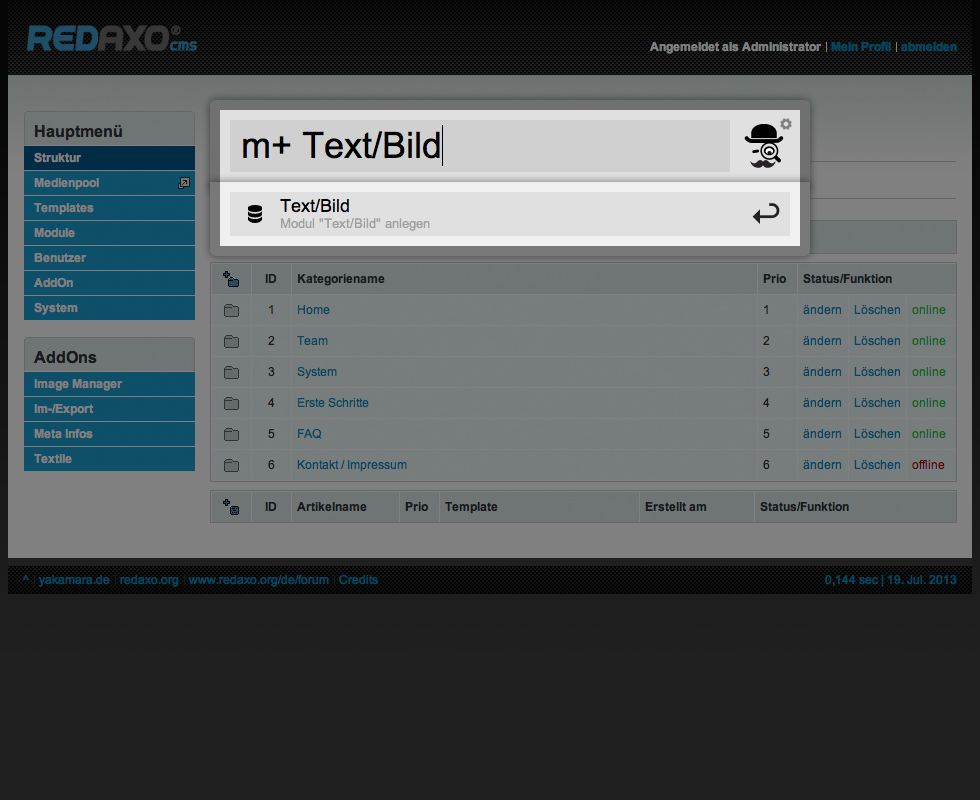 REDAXO® cms
Angemeldet als Administrator | Mein Profil | abmelden
m+ Text/Bild
Text/Bild
Modul "Text/Bild" anlegen
Hauptmenü
Struktur
Medienpool
Templates
Module
Benutzer
AddOn
System
AddOns
Image Manager
Im-/Export
Meta Infos
Textile
ID Kategoriename Prio Status/Funktion
1 Home 1 ändern Löschen online
2 Team 2 ändern Löschen online
3 System 3 ändern Löschen online
4 Erste Schritte 4 ändern Löschen online
5 FAQ 5 ändern Löschen online
6 Kontakt / Impressum 6 ändern Löschen offline
ID Artikelname Prio Template Erstellt am Status/Funktion
^ | yakamara.de | redaxo.org | www.redaxo.org/de/forum | Credits
0,144 sec | 19. Jul. 2013